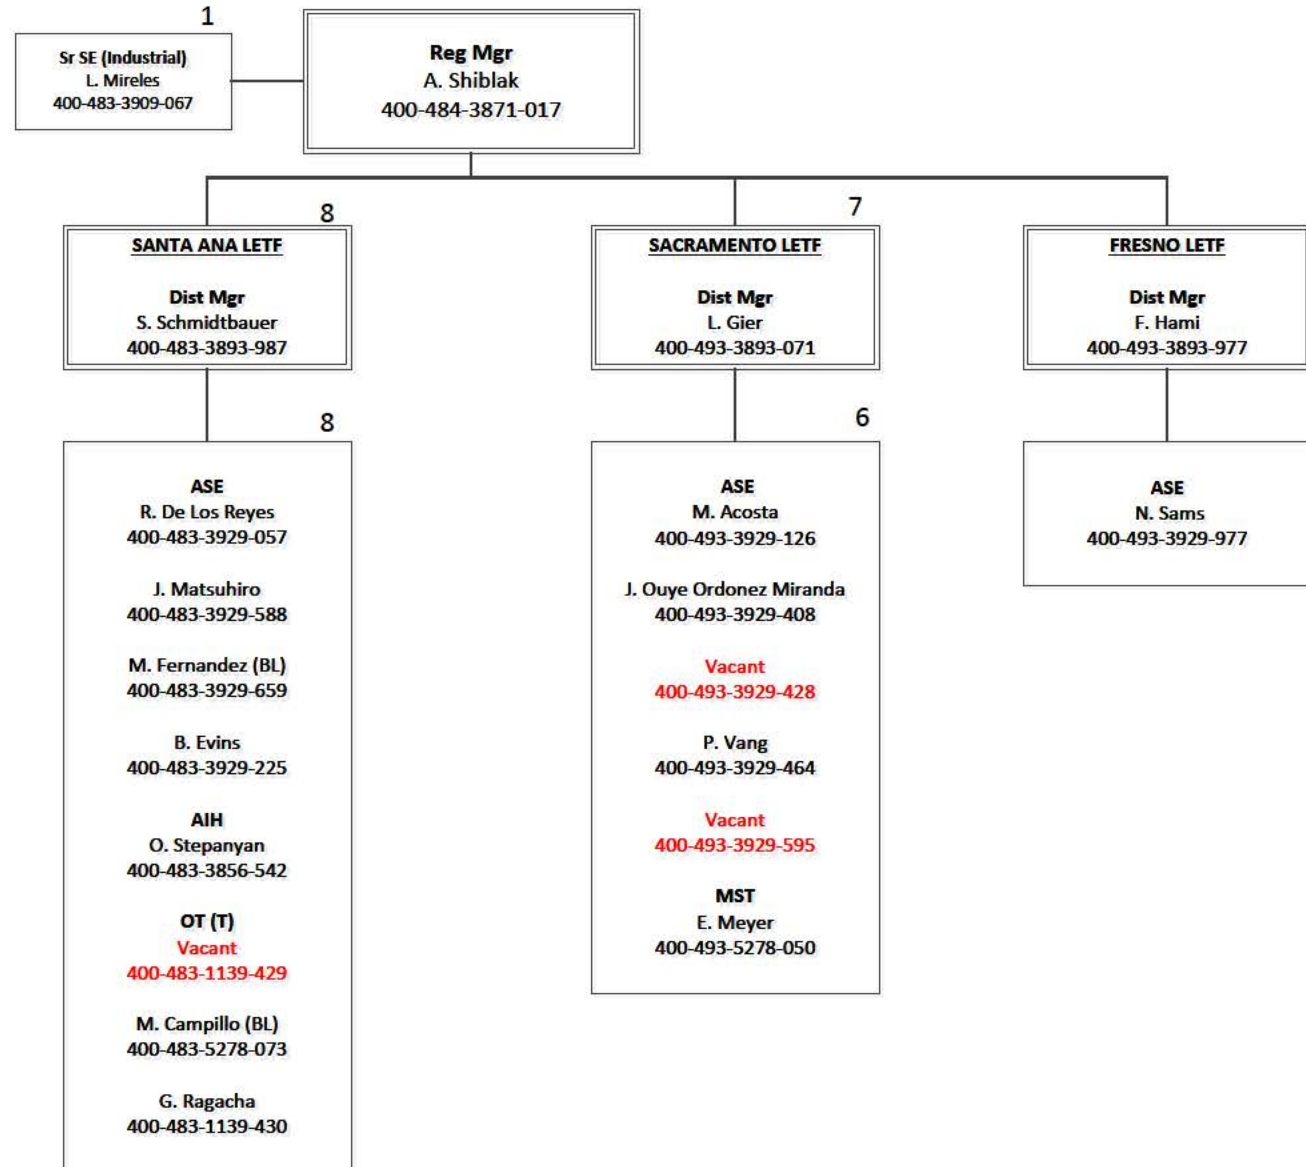 1
Sr SE (Industrial)
L. Mireles
400-483-3909-067
Reg Mgr
A. Shiblak
400-484-3871-017
8
SANTA ANA LETF
Dist Mgr
S. Schmidtbauer
400-483-3893-987
7
SACRAMENTO LETF
Dist Mgr
L. Gier
400-493-3893-071
FRESNO LETF
Dist Mgr
F. Hami
400-493-3893-977
8
ASE
R. De Los Reyes
400-483-3929-057
J. Matsuhiro
400-483-3929-588
M. Fernandez (BL)
400-483-3929-659
B. Evins
400-483-3929-225
AIH
O. Stepanyan
400-483-3856-542
OT (T)
Vacant
400-483-1139-429
M. Campillo (BL)
400-483-5278-073
G. Ragacha
400-483-1139-430
6
ASE
M. Acosta
400-493-3929-126
J. Ouye Ordonez Miranda
400-493-3929-408
Vacant
400-493-3929-428
P. Vang
400-493-3929-464
Vacant
400-493-3929-595
MST
E. Meyer
400-493-5278-050
ASE
N. Sams
400-493-3929-977